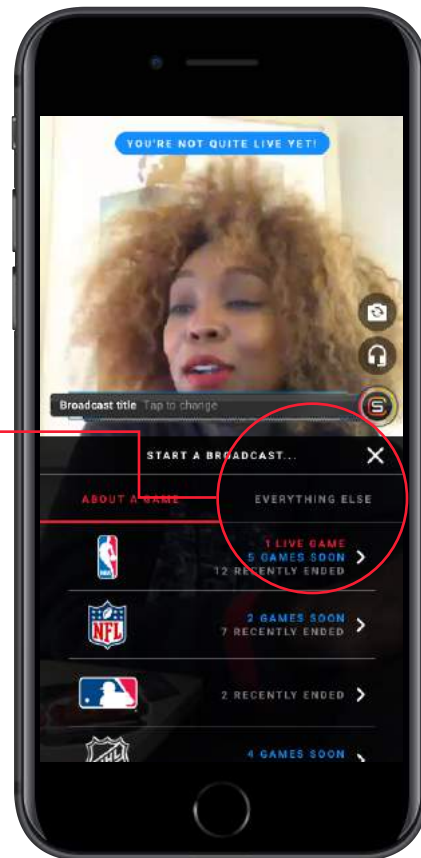 YOU'RE NOT QUITE LIVE YET!
Broadcast title Tap to change
S
START A BROADCAST...
ABOUT A GAME EVERYTHING ELSE
1 LIVE GAME
5 GAMES SOON
12 RECENTLY ENDED
NFL
2 GAMES SOON
7 RECENTLY ENDED
2 RECENTLY ENDED
NHL
4 GAMES SOON